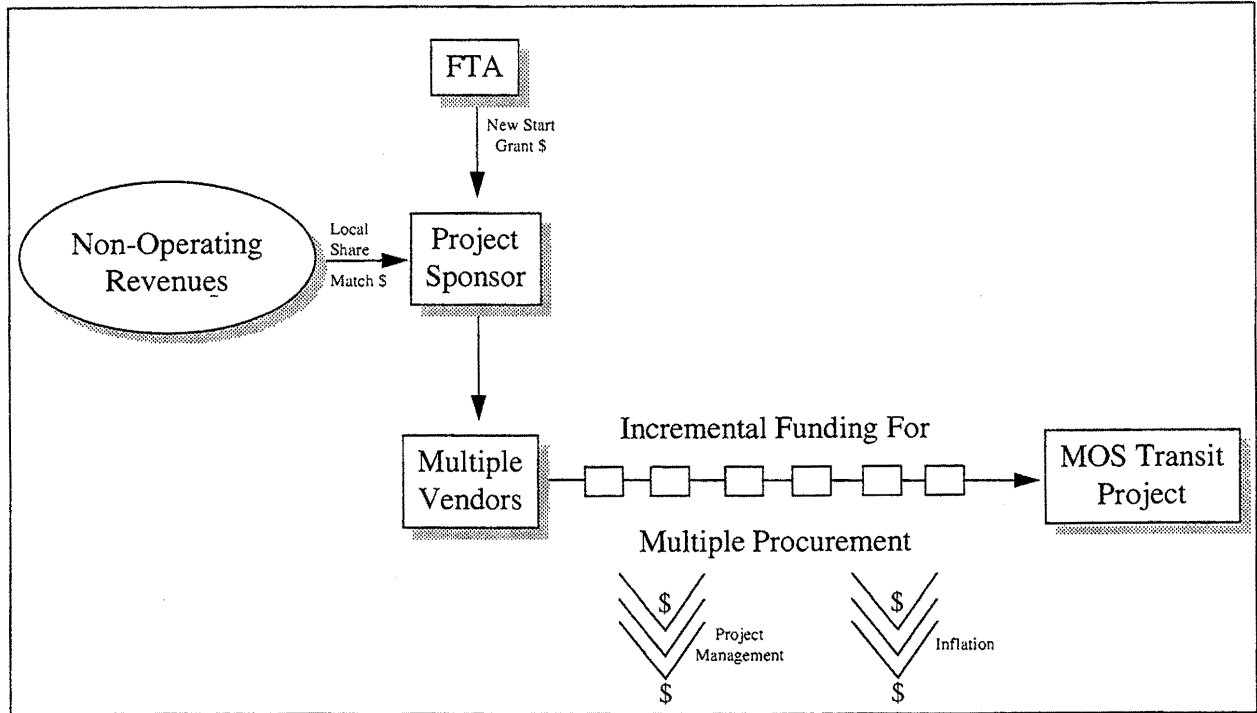 FTA
New Start
Grant $
Non-Operating
Revenues
Local
Share
Match $
Project
Sponsor
Multiple
Vendors
Incremental Funding For
MOS Transit
Project
Multiple Procurement
$
$
Project
Management
$
$
Inflation